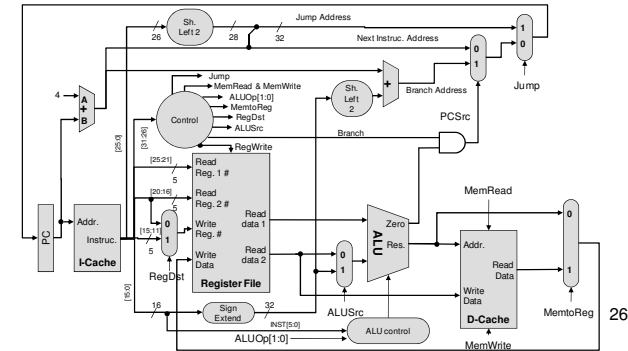 Sh.
Left 2
26
28
32
Jump Address
Next Instruc. Address
1
0
0
1
Jump
4
A
+
B
Jump
MemRead & MemWrite
ALUOp[1:0]
MemtoReg
RegDst
ALUSrc
Control
[31:26]
[25:0]
Sh.
Left
2
+
Branch Address
PCSrc
Branch
RegWrite
[25:21]
5
[20:16]
5
[15:11]
5
Read
Reg. 1 #
Read
Reg. 2 #
Write
Reg. #
Write
Data
Read
data 1
Read
data 2
Register File
PC
Addr.
Instruc.
I-Cache
0
1
RegDst
[15:0]
16
Sign
Extend
32
0
1
ALUSrc
ALU
Zero
Res.
INST[5:0]
ALUOp[1:0]
ALU control
MemRead
Addr.
Read
Data
Write
Data
D-Cache
MemWrite
0
1
MemtoReg
26